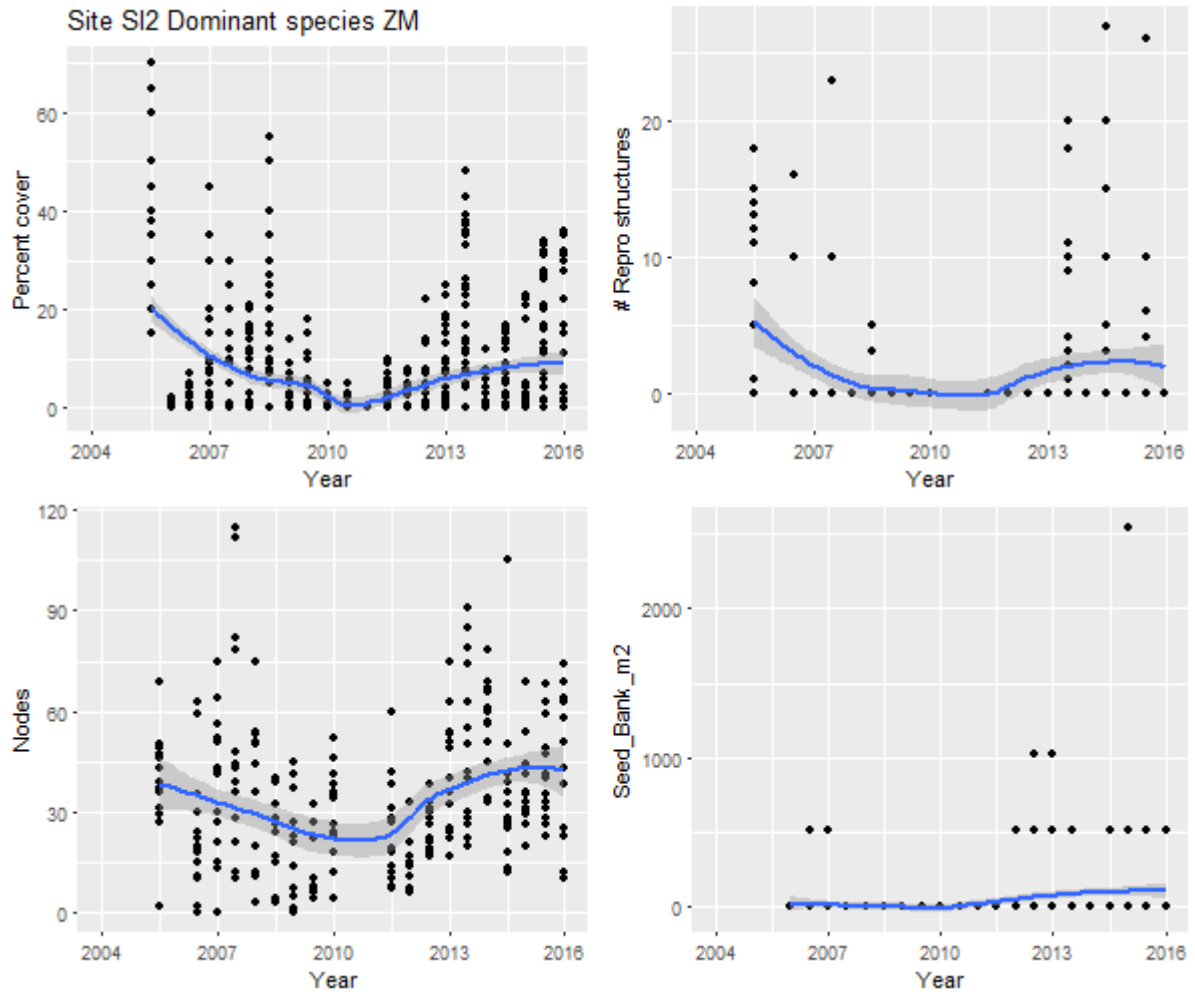 Site SI2 Dominant species ZM
Percent cover
60
40
20
0
2004 2007 2010 2013 2016
Year
# Repro structures
20
10
0
2004 2007 2010 2013 2016
Year
Nodes
120
90
60
30
0
2004 2007 2010 2013 2016
Year
Seed_Bank_m2
2000
1000
0
2004 2007 2010 2013 2016
Year